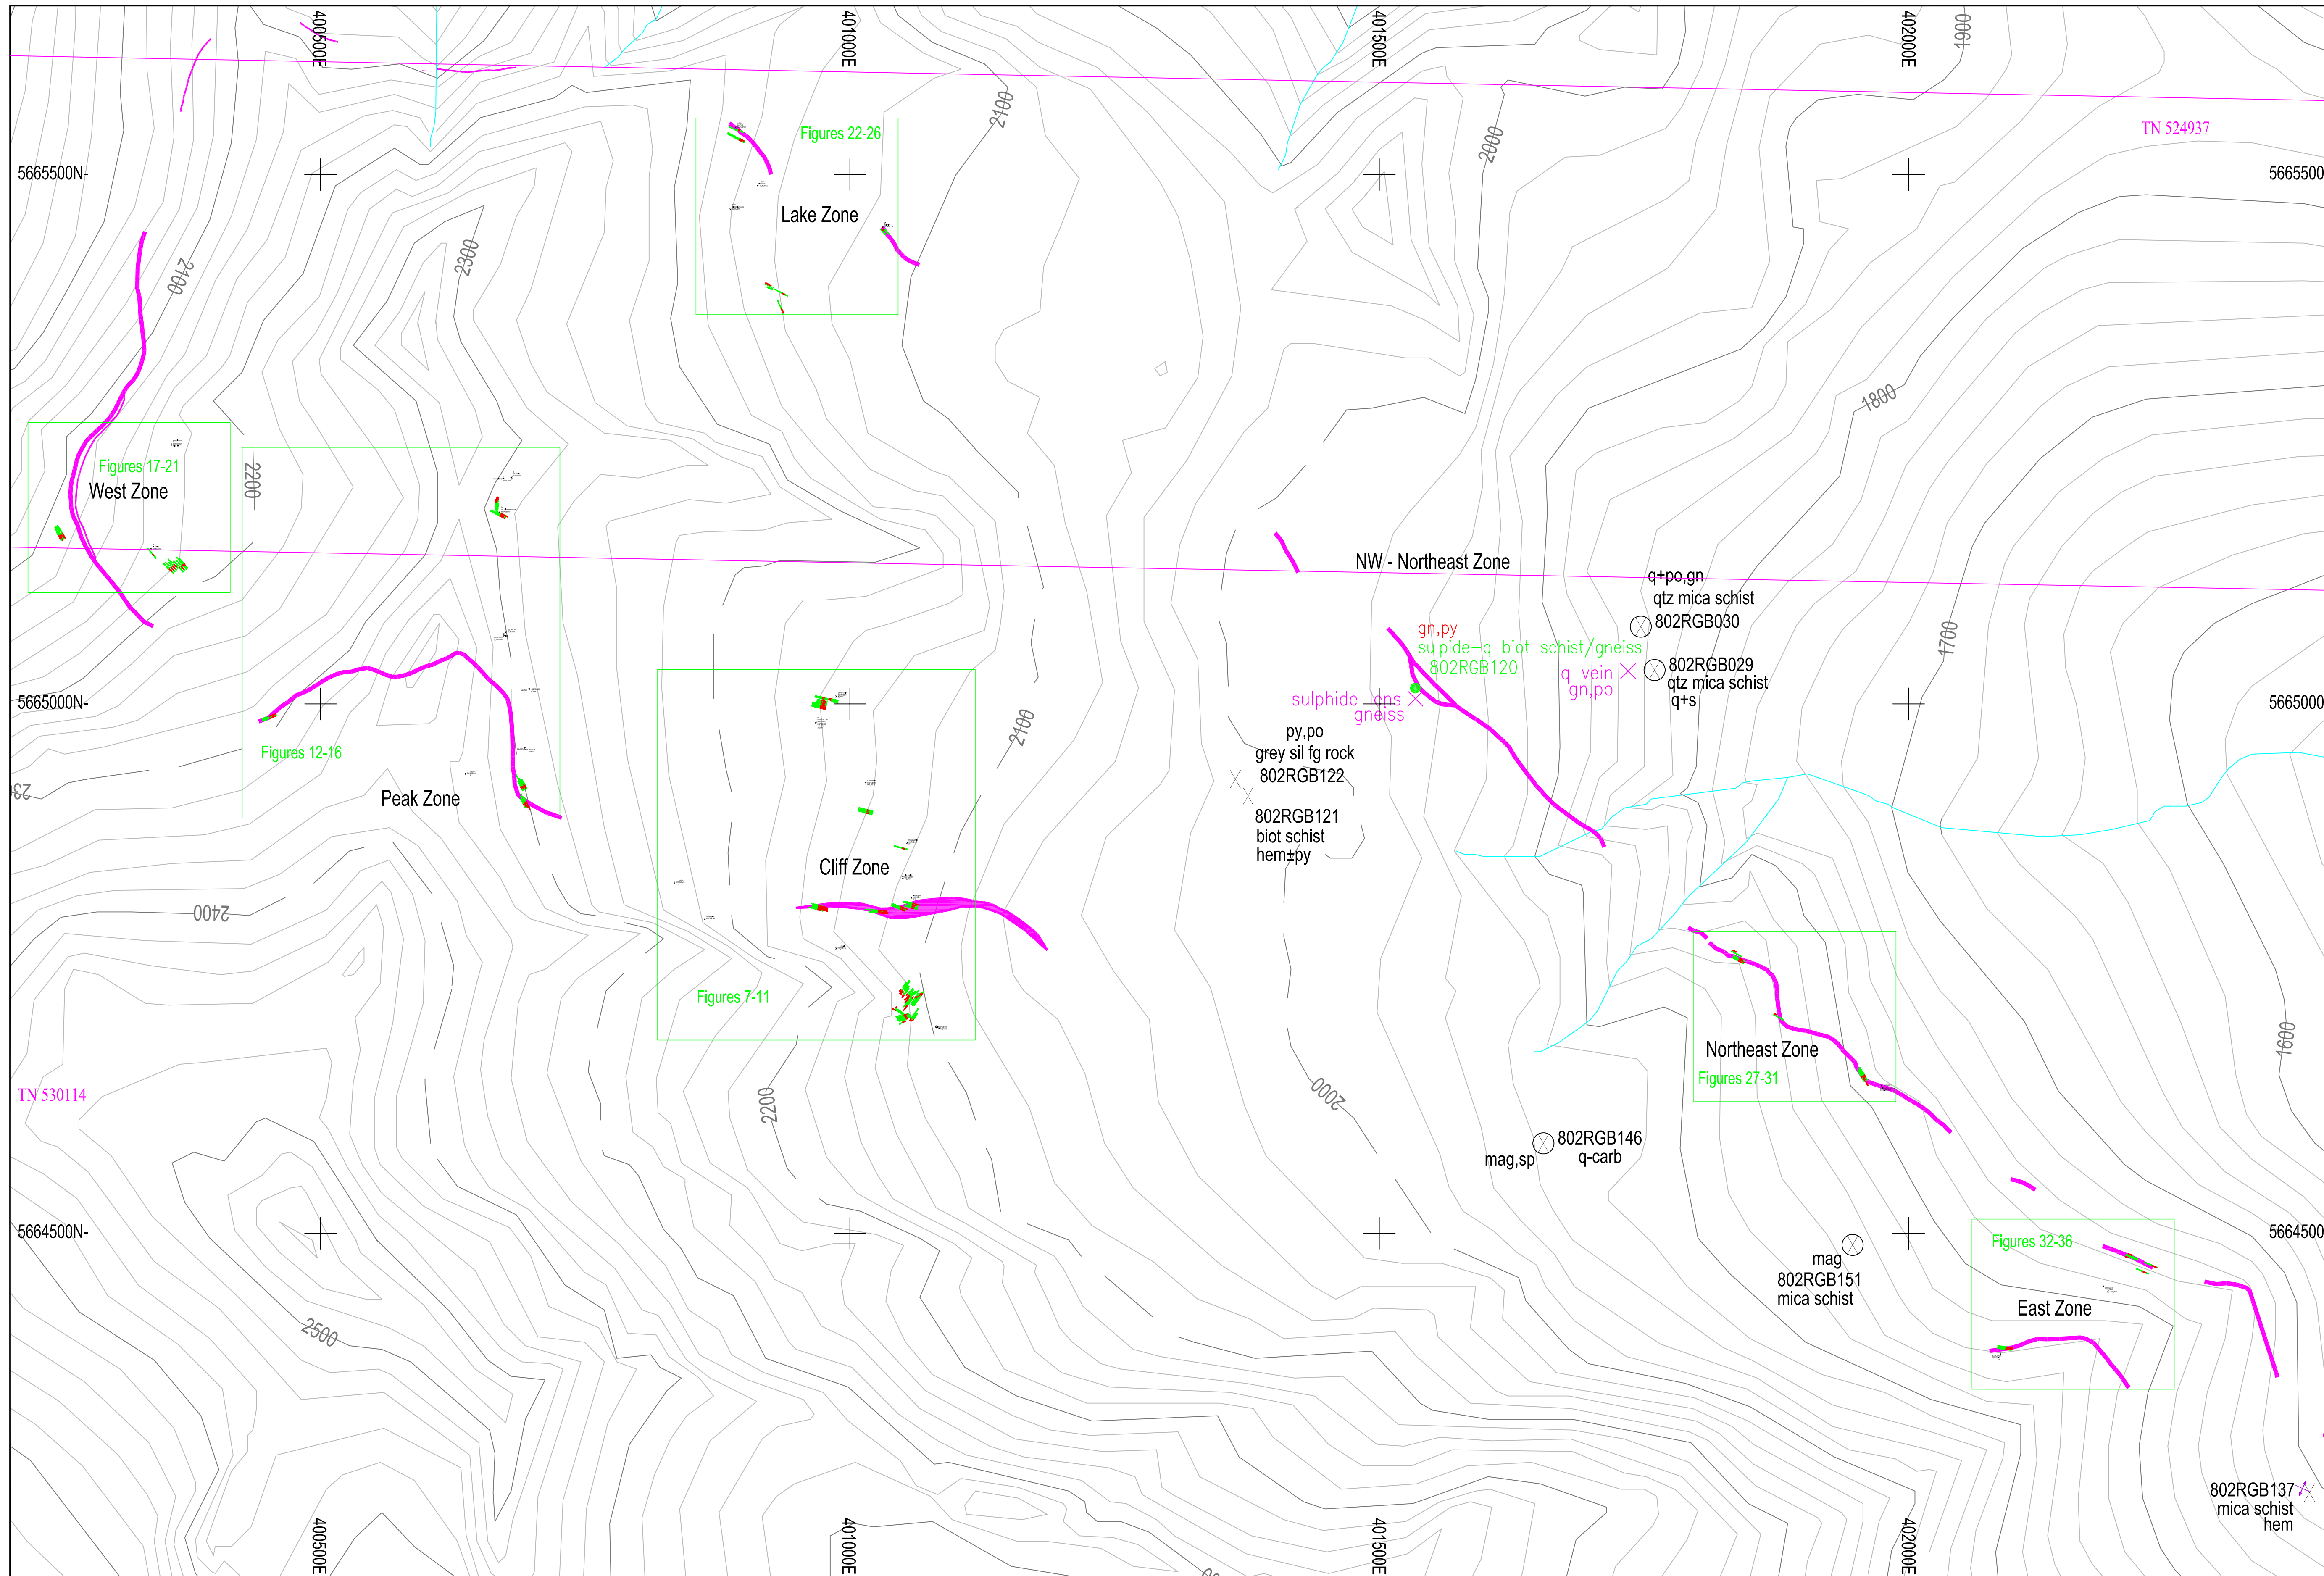 400500E
401000E
401500E
402000E
1900
TN 524937
2100
2000
Figures 22-26
5665500N-
5665500
Lake Zone
2300
2100
1800
Figures 17-21
West Zone
2200
NW - Northeast Zone
q+po,gn
qtz mica schist
802RGB030
gn,py
sulpide-q biot schist/gneiss
802RGB120
1700
802RGB029
qtz mica schist
q+s
q vein
gn,po
sulphide lens
gneiss
5665000N-
5665000
2100
py,po
grey sil fg rock
802RGB122
Figures 12-16
Peak Zone
802RGB121
biot schist
hem±py
Cliff Zone
2400
Figures 7-11
1600
Northeast Zone
Figures 27-31
TN 530114
2200
2000
802RGB146
q-carb
mag,sp
5664500N-
5664500
Figures 32-36
mag
802RGB151
mica schist
East Zone
2500
802RGB137
mica schist
hem
400500E
401000E
401500E
402000E